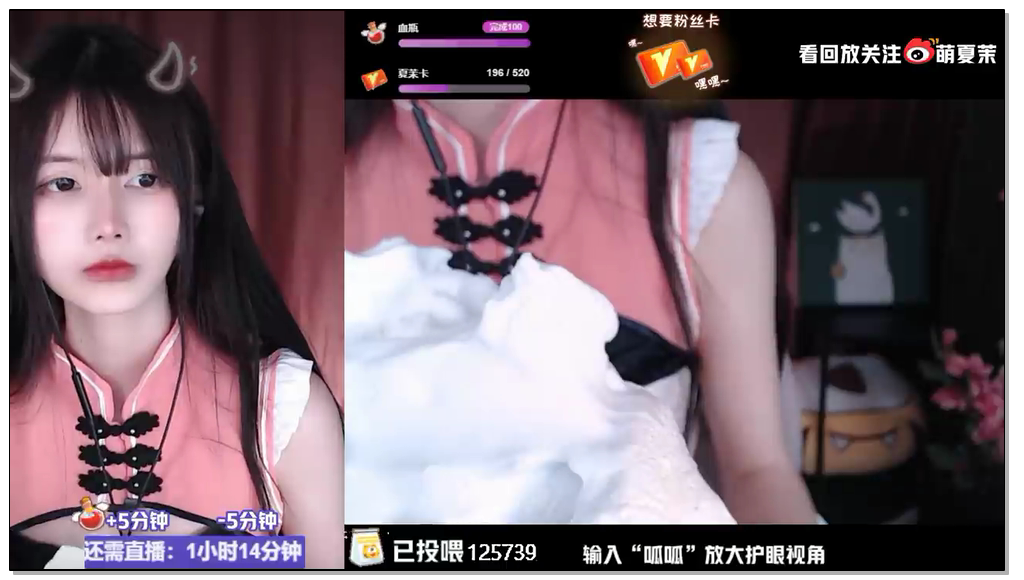 血瓶
完成100
夏茉卡
196 / 520
想要粉丝卡
嘿~
嘿嘿~
看回放关注萌夏茉
+5分钟
-5分钟
还需直播：1小时14分钟
已投喂 125739
输入“呱呱”放大护眼视角